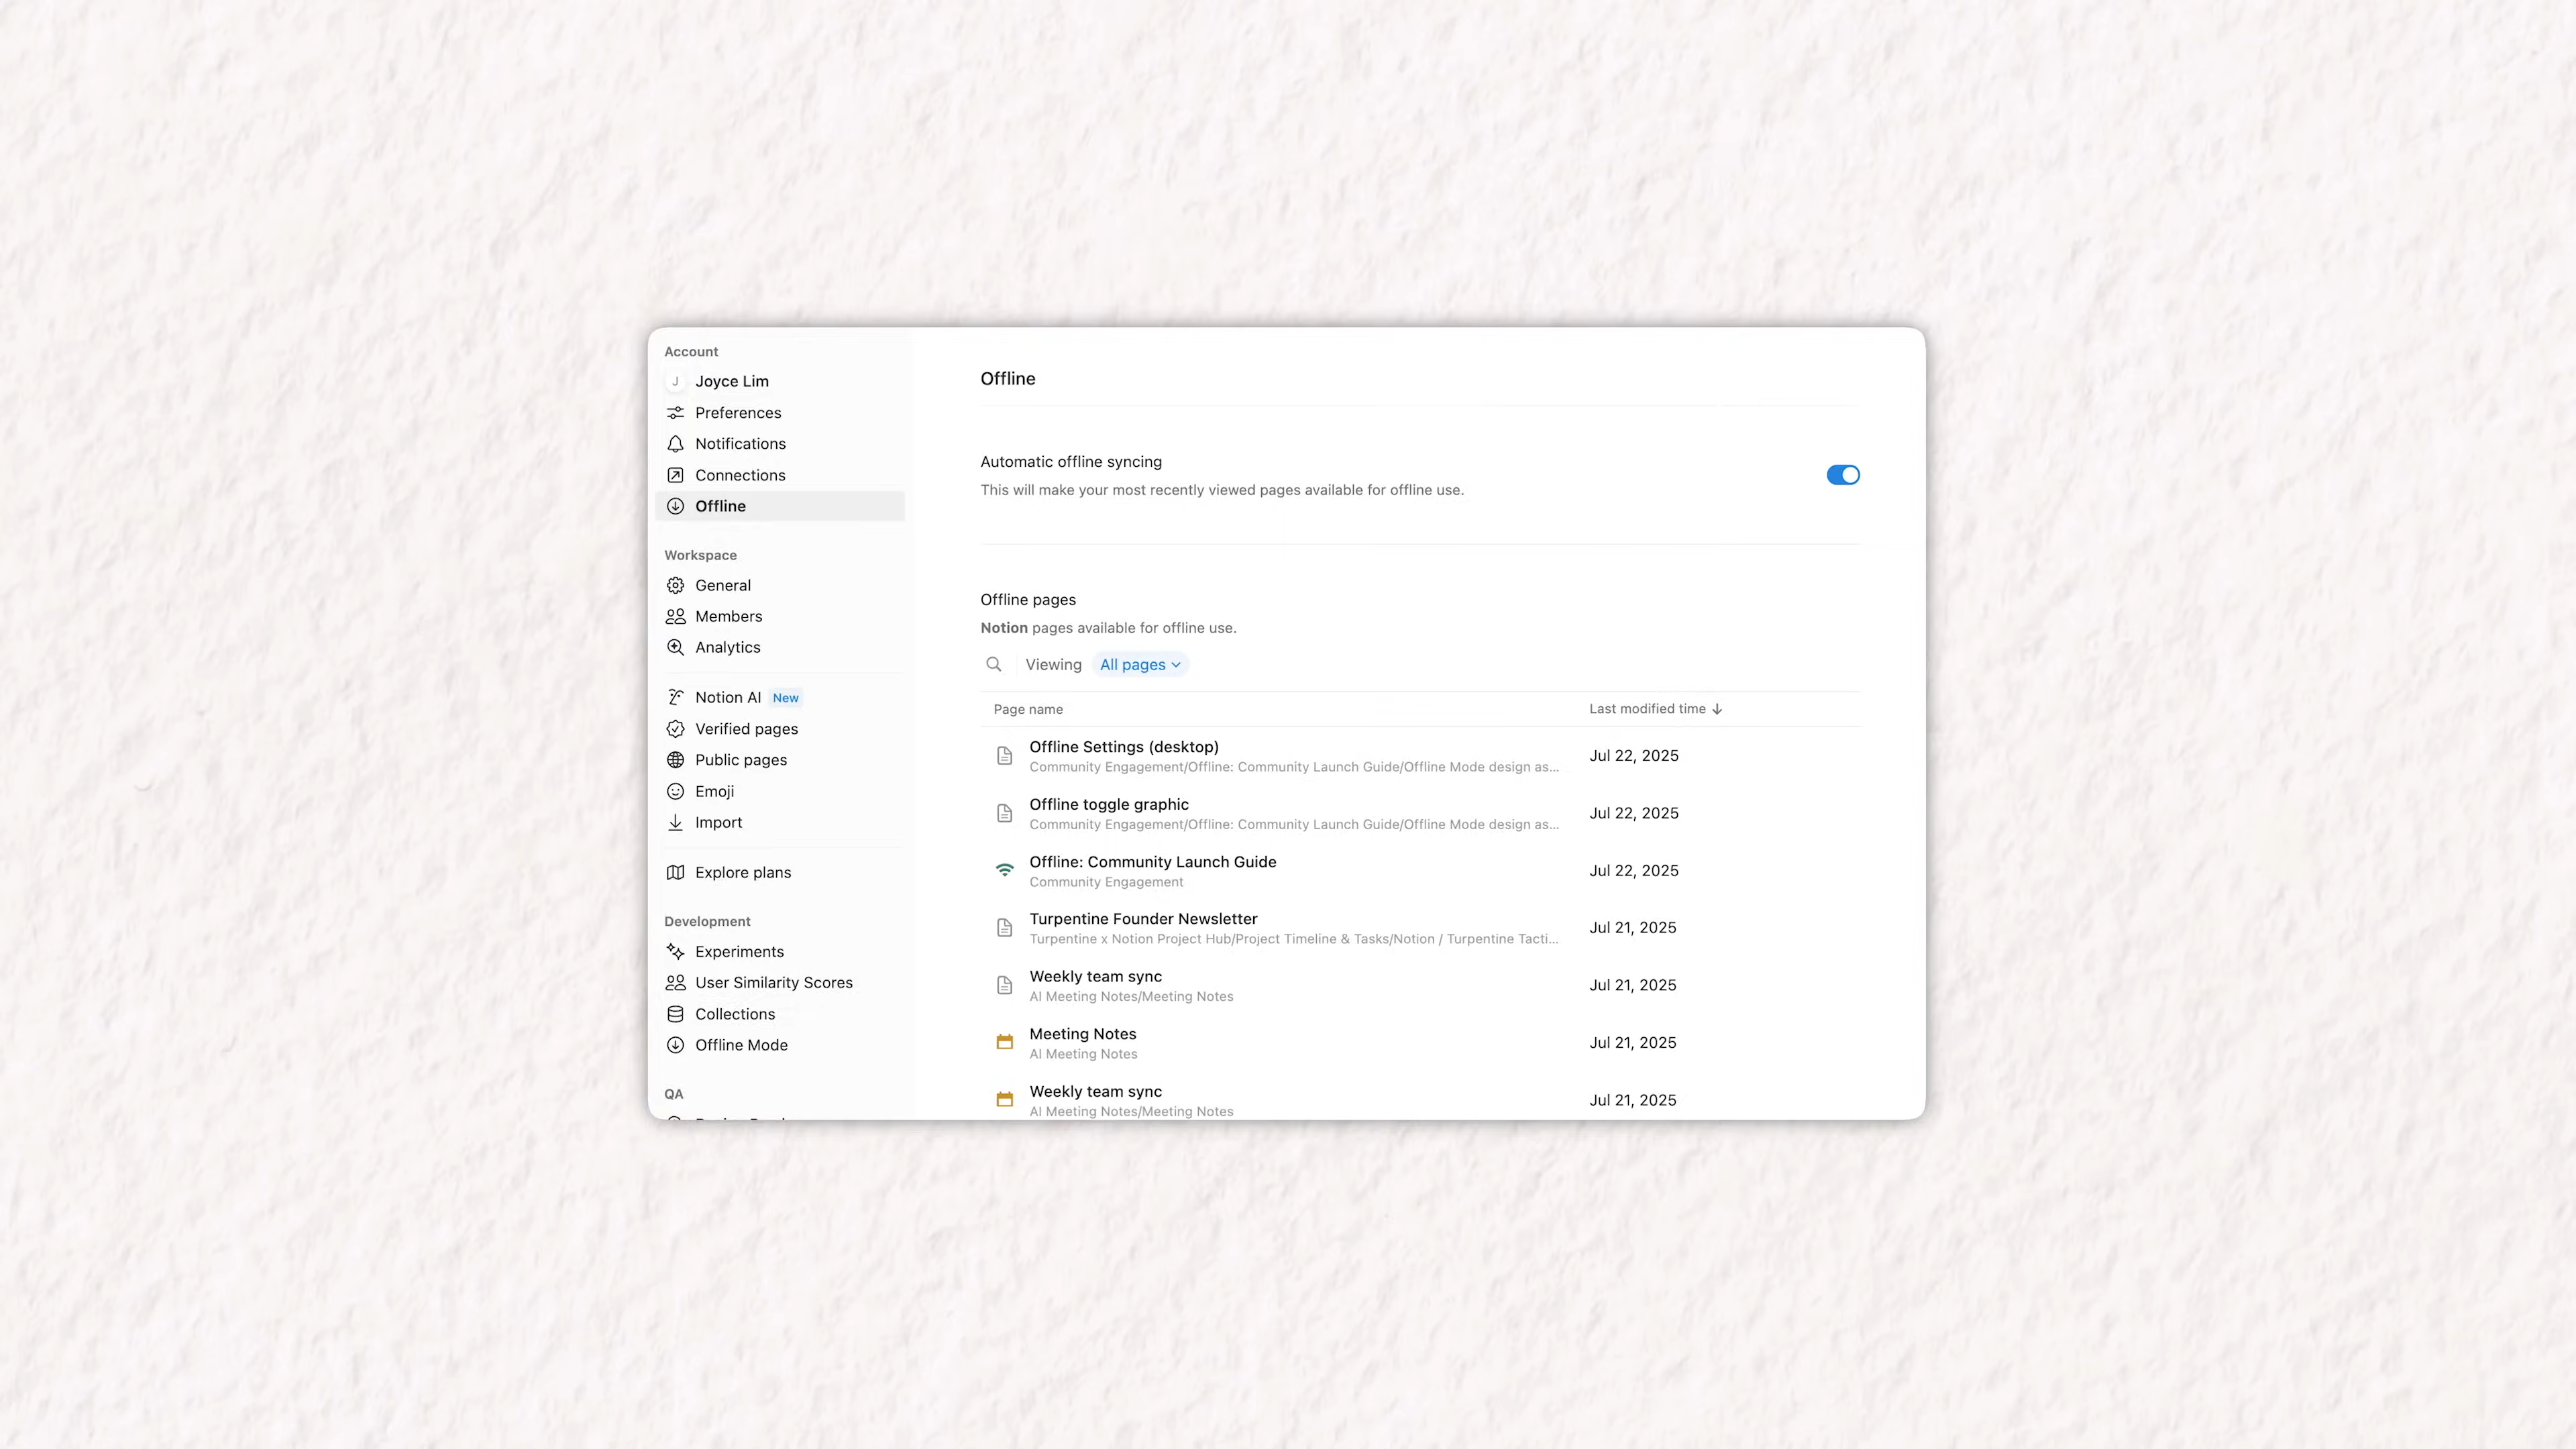 Account
J Joyce Lim
Preferences
Notifications
Connections
Offline
Workspace
General
Members
Analytics
Notion AI New
Verified pages
Public pages
Emoji
Import
Explore plans
Development
Experiments
User Similarity Scores
Collections
Offline Mode
QA
Offline
Automatic offline syncing
This will make your most recently viewed pages available for offline use.
Offline pages
Notion pages available for offline use.
Viewing All pages
Page name Last modified time
Offline Settings (desktop)
Community Engagement/Offline: Community Launch Guide/Offline Mode design as...
Jul 22, 2025
Offline toggle graphic
Community Engagement/Offline: Community Launch Guide/Offline Mode design as...
Jul 22, 2025
Offline: Community Launch Guide
Community Engagement
Jul 22, 2025
Turpentine Founder Newsletter
Turpentine x Notion Project Hub/Project Timeline & Tasks/Notion / Turpentine Tacti...
Jul 21, 2025
Weekly team sync
AI Meeting Notes/Meeting Notes
Jul 21, 2025
Meeting Notes
AI Meeting Notes
Jul 21, 2025
Weekly team sync
AI Meeting Notes/Meeting Notes
Jul 21, 2025